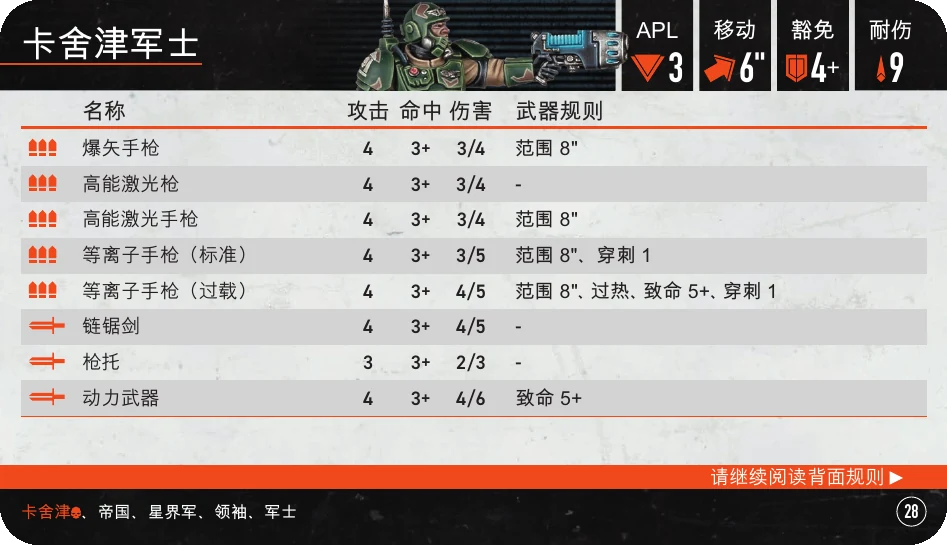 卡舍津军士
APL 移动 豁免 耐伤
3 6" 4+ 9
名称 攻击 命中 伤害 武器规则
爆矢手枪 4 3+ 3/4 范围 8"
高能激光枪 4 3+ 3/4 -
高能激光手枪 4 3+ 3/4 范围 8"
等离子手枪（标准） 4 3+ 3/5 范围 8"、穿刺 1
等离子手枪（过载） 4 3+ 4/5 范围 8"、过热、致命 5+、穿刺 1
链锯剑 4 3+ 4/5 -
枪托 3 3+ 2/3 -
动力武器 4 3+ 4/6 致命 5+
请继续阅读背面规则 ▶
卡舍津、帝国、星界军、领袖、军士
28